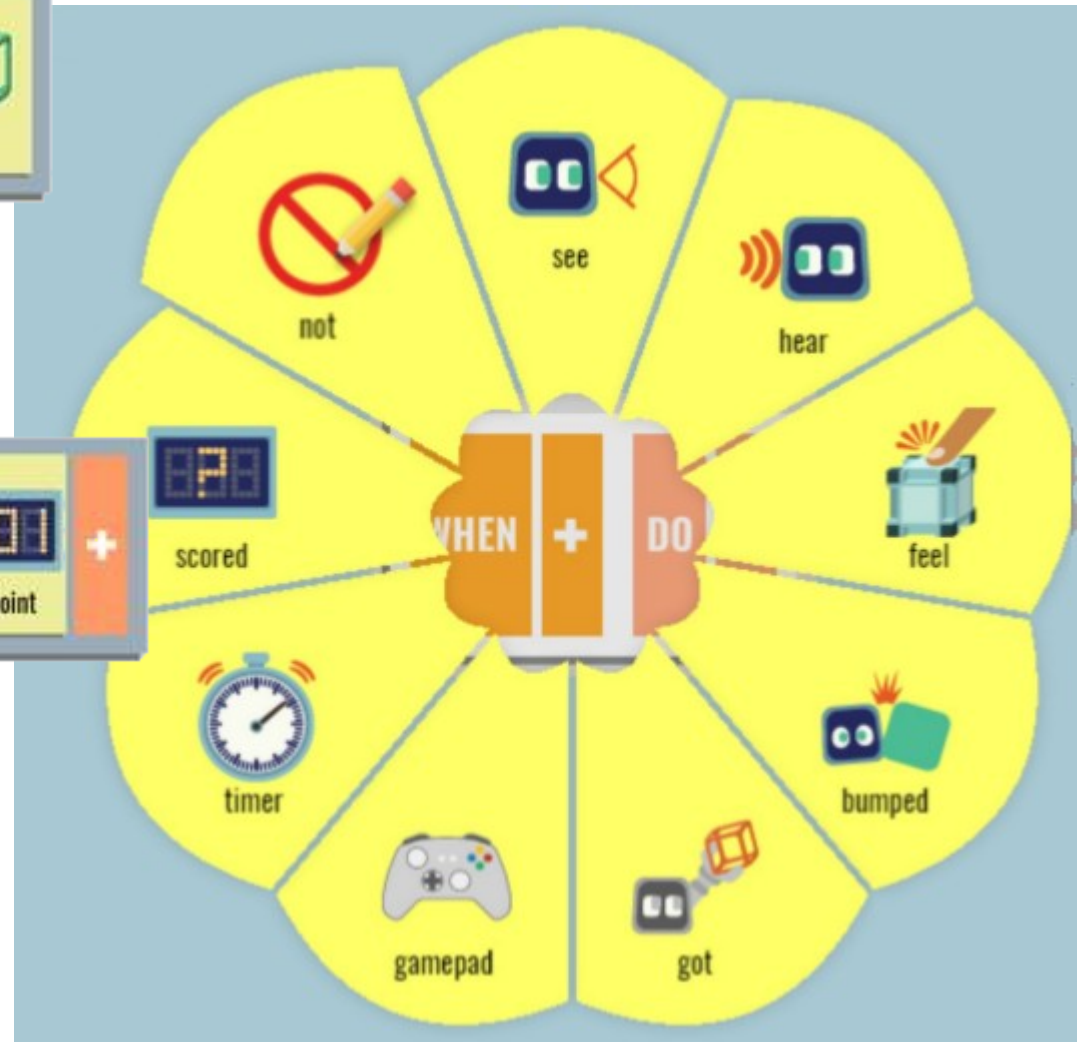 see
hear
not
feel
WHEN
+
DO
scored
+
oint
bumped
timer
gamepad
got